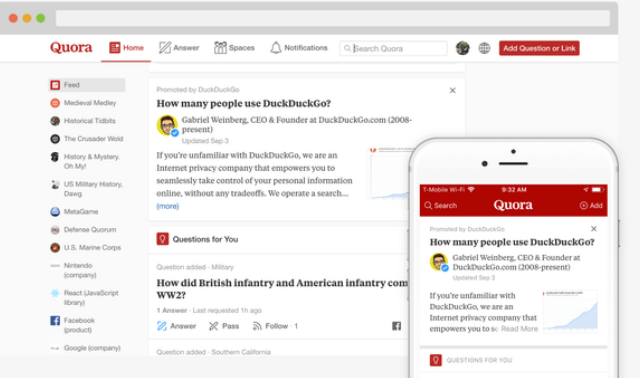 Quora
Home
Answer
Spaces
Notifications
Search Quora
Add Question or Link
Feed
Medieval Medley
Historical Tidbits
The Crusader Wold
History & Mystery.
Oh My!
US Military History,
Dawg
MetaGame
Defense Quorum
U.S. Marine Corps
Nintendo
(company)
React (JavaScript
library)
Facebook
(product)
Google (company)
Promoted by DuckDuckGo
How many people use DuckDuckGo?
Gabriel Weinberg, CEO & Founder at DuckDuckGo.com (2008-
present)
Updated Sep 3
If you're unfamiliar with DuckDuckGo, we are an
Internet privacy company that empowers you to
seamlessly take control of your personal information
online, without any tradeoffs. We operate a search...
(more)
Questions for You
Question added · Military
How did British infantry and American infantry com
WW2?
1 Answer · Last requested 1h ago
Answer
Pass
Follow · 1
Question added · Southern California
T-Mobile Wi-Fi
9:32 AM
Search
Quora
Add
Promoted by DuckDuckGo
How many people use DuckDuckGo?
Gabriel Weinberg, CEO & Founder at
DuckDuckGo.com (2008-present)
Updated Sep 3
If you're unfamiliar with
DuckDuckGo, we are an
Internet privacy company that
empowers you to s Read More
QUESTIONS FOR YOU